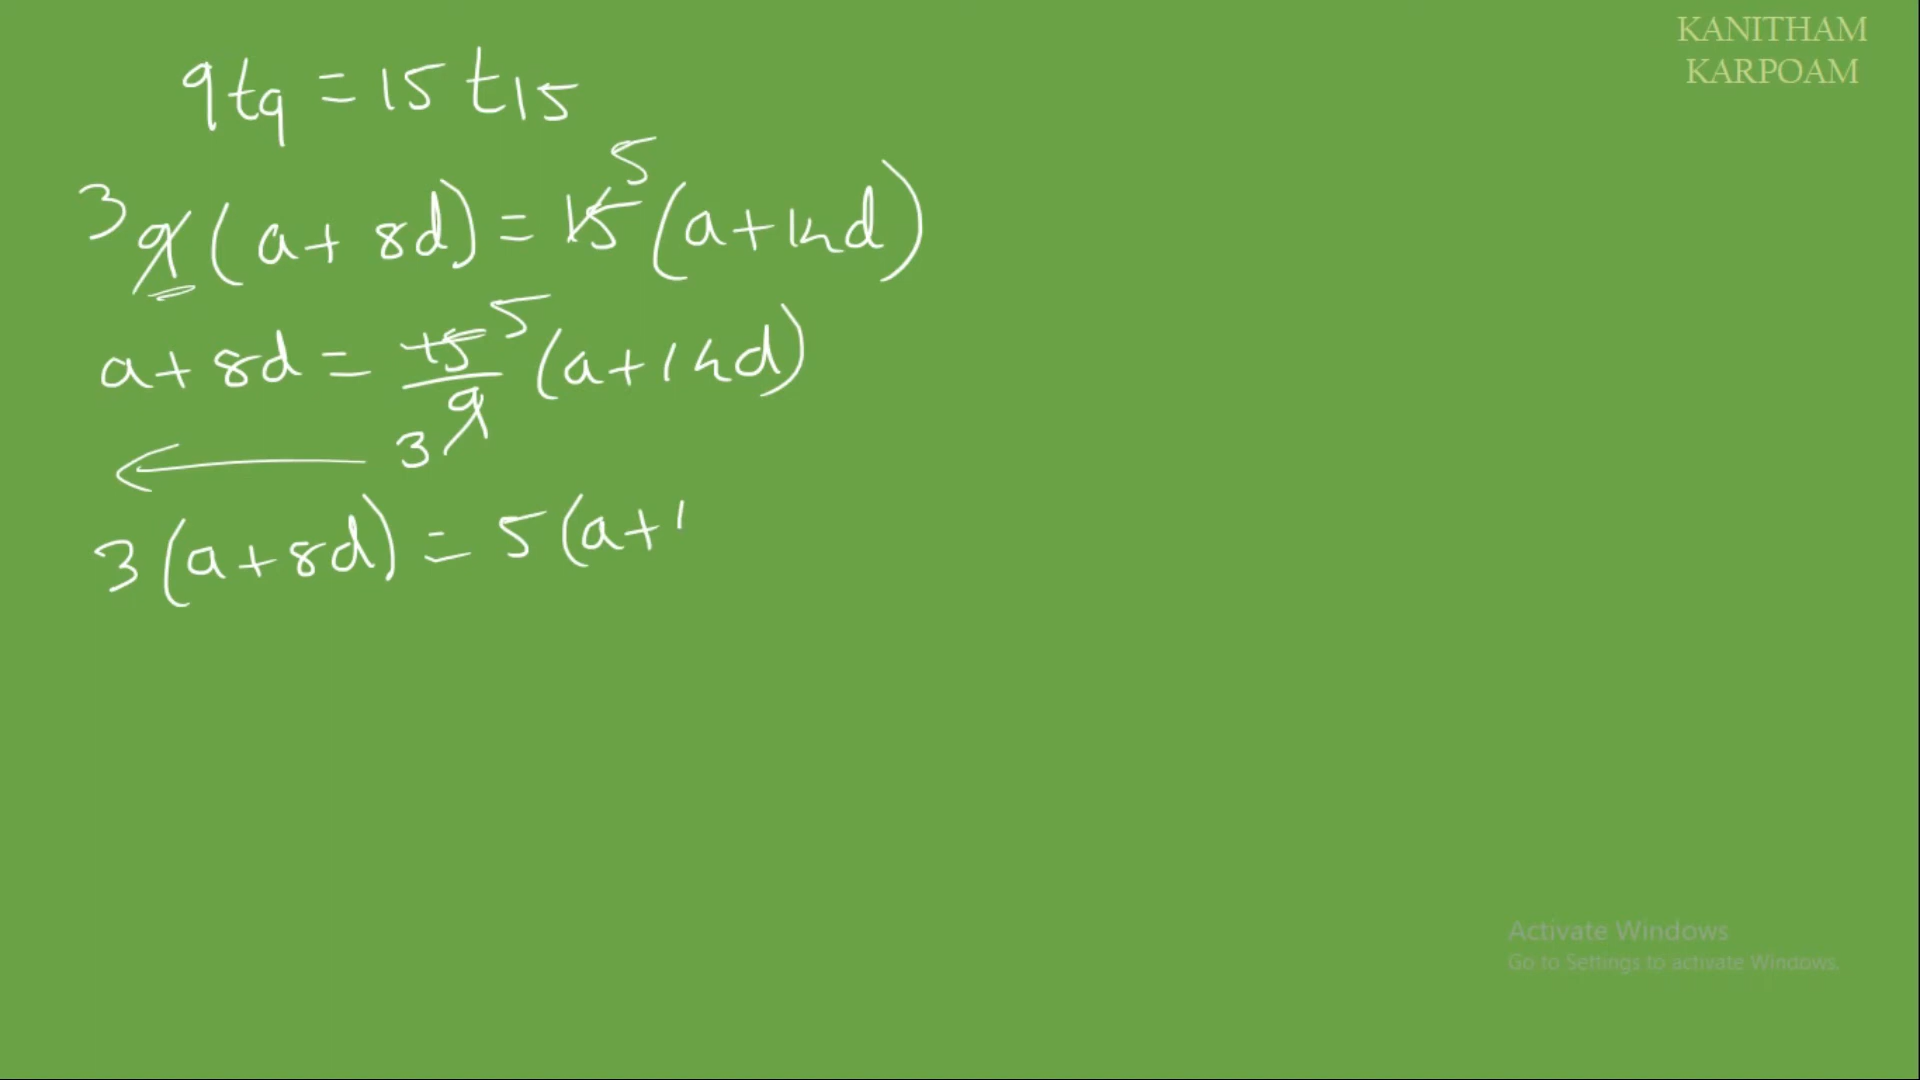 KANITHAM
KARPOAM
9t9 = 15 t15
3 9(a+8d) = 15 5 (a+14d)
a+8d = 15/9 5 (a+14d)
3
3(a+8d) = 5(a+1
Activate Windows
Go to Settings to activate Windows.